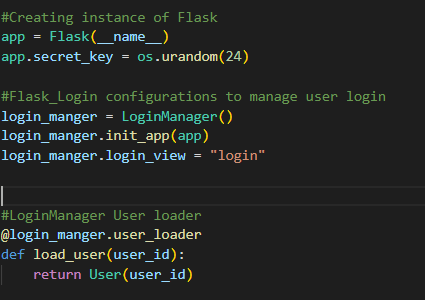 #Creating instance of Flask
app = Flask(__name__)
app.secret_key = os.urandom(24)
#Flask_Login configurations to manage user login
login_manger = LoginManager()
login_manger.init_app(app)
login_manger.login_view = "login"
#LoginManager User loader
@login_manger.user_loader
def load_user(user_id):
    return User(user_id)